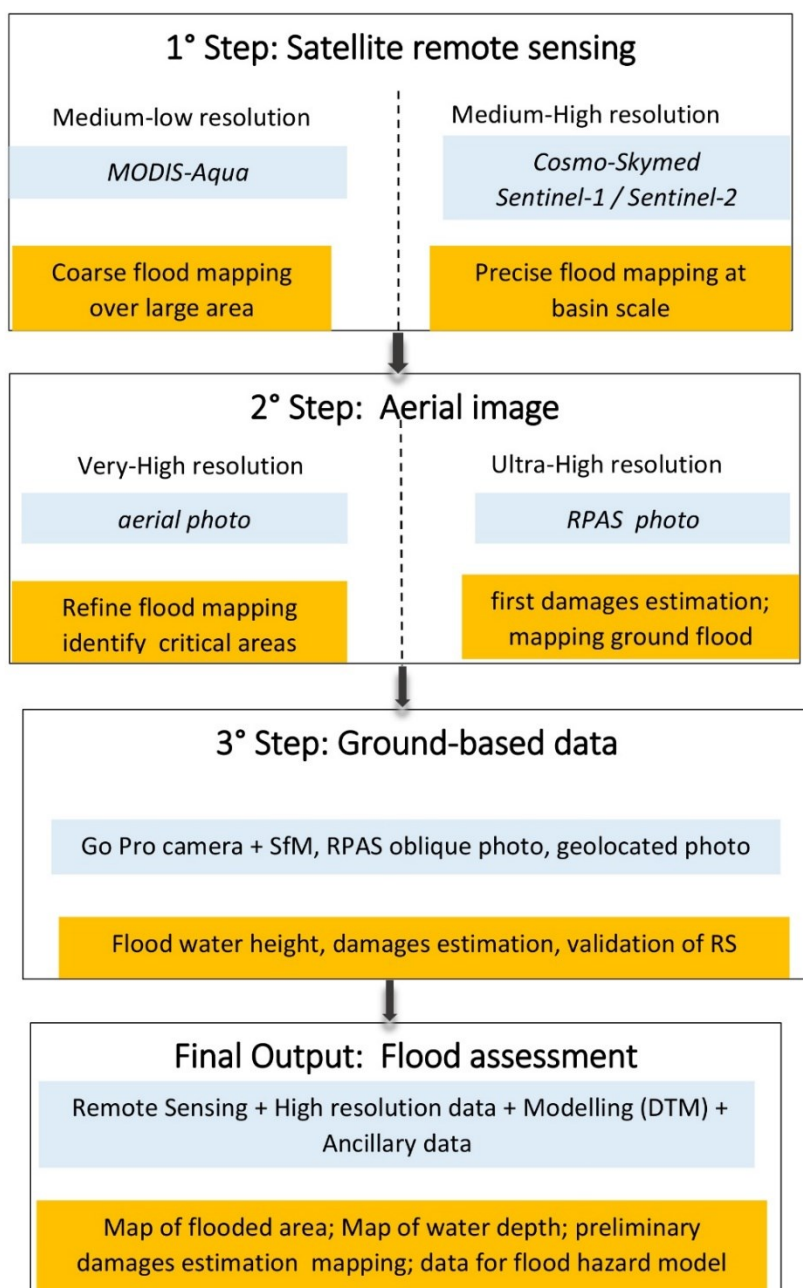 1° Step: Satellite remote sensing
Medium-low resolution
MODIS-Aqua
Coarse flood mapping
over large area
Medium-High resolution
Cosmo-Skymed
Sentinel-1 / Sentinel-2
Precise flood mapping at
basin scale
2° Step: Aerial image
Very-High resolution
aerial photo
Refine flood mapping
identify critical areas
Ultra-High resolution
RPAS photo
first damages estimation;
mapping ground flood
3° Step: Ground-based data
Go Pro camera + SfM, RPAS oblique photo, geolocated photo
Flood water height, damages estimation, validation of RS
Final Output: Flood assessment
Remote Sensing + High resolution data + Modelling (DTM) +
Ancillary data
Map of flooded area; Map of water depth; preliminary
damages estimation mapping; data for flood hazard model